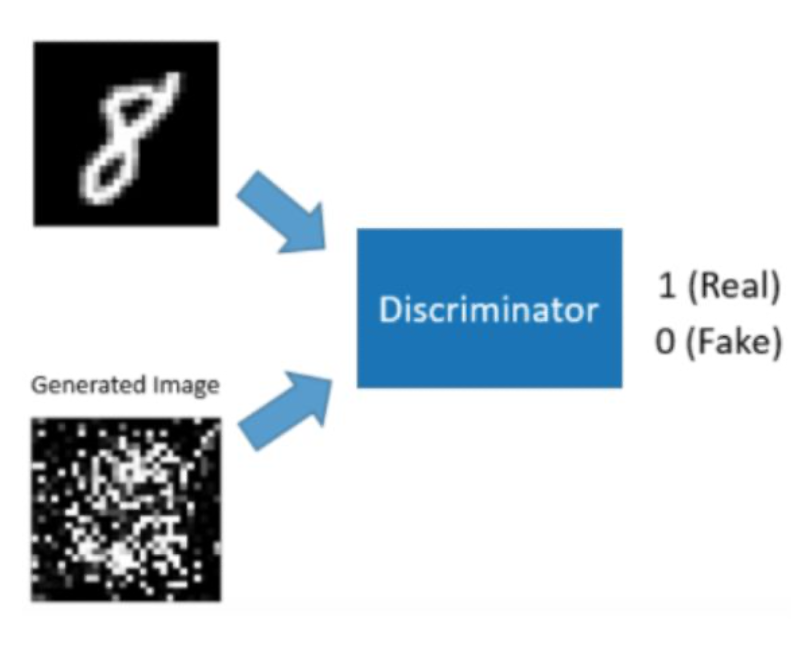 Discriminator
1 (Real)
0 (Fake)
Generated Image